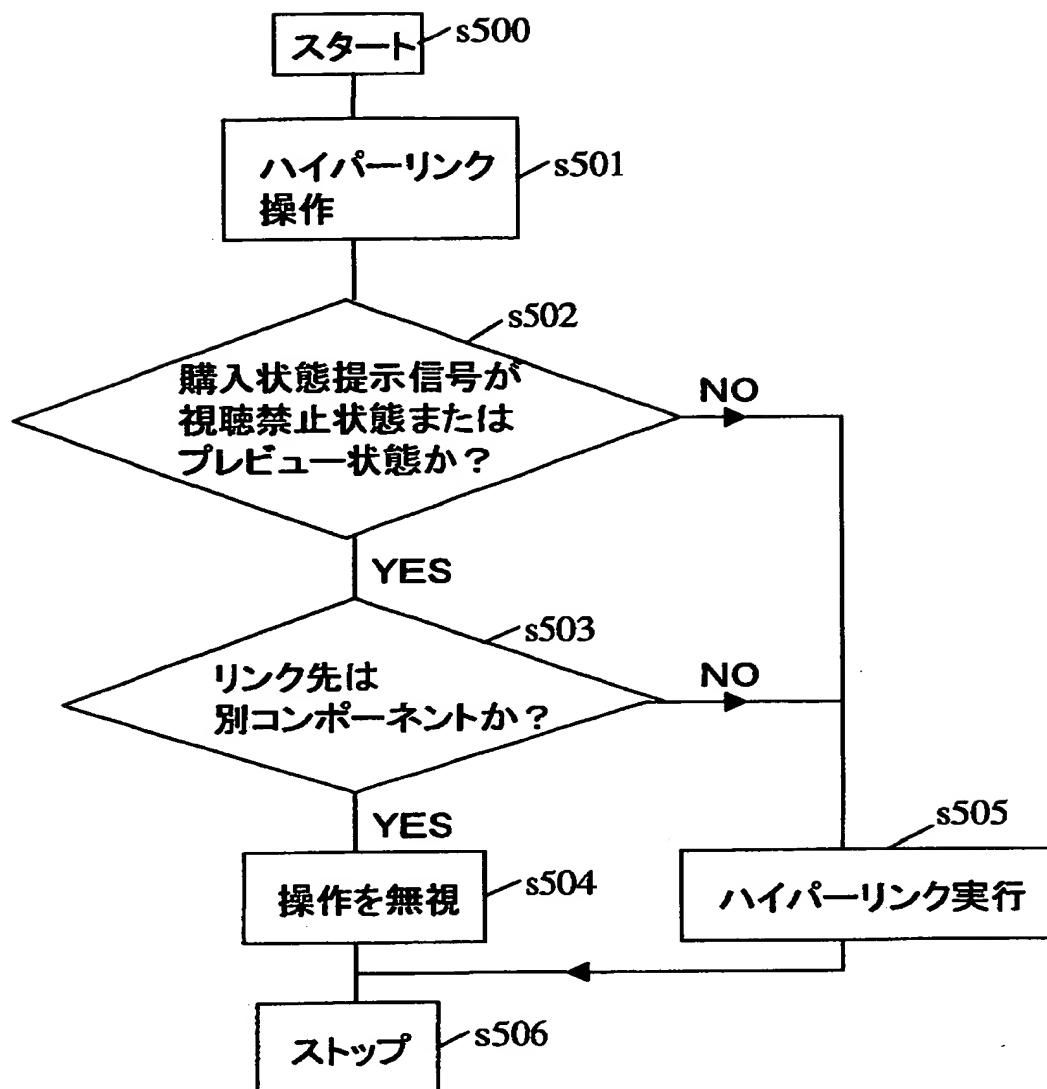 スタート
s500
ハイパーリンク
操作
s501
s502
購入状態提示信号が
視聴禁止状態または
プレビュー状態か?
NO
YES
s503
リンク先は
別コンポーネントか?
NO
YES
操作を無視
s504
s505
ハイパーリンク実行
ストップ
s506